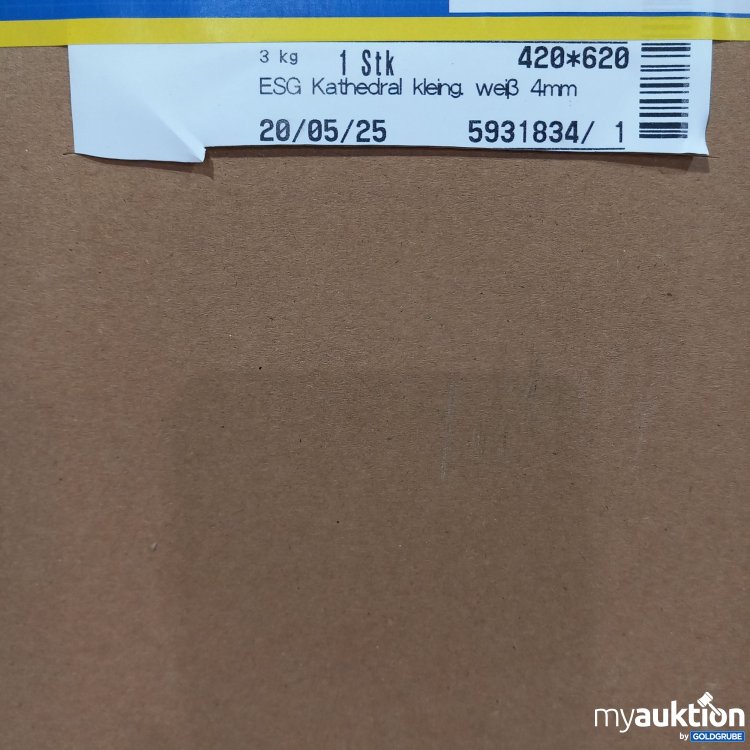 3 kg 1 Stk 420*620
ESG Kathedral kleing. weiß 4mm
20/05/25 5931834/ 1
myauktion
by GOLDGRUBE